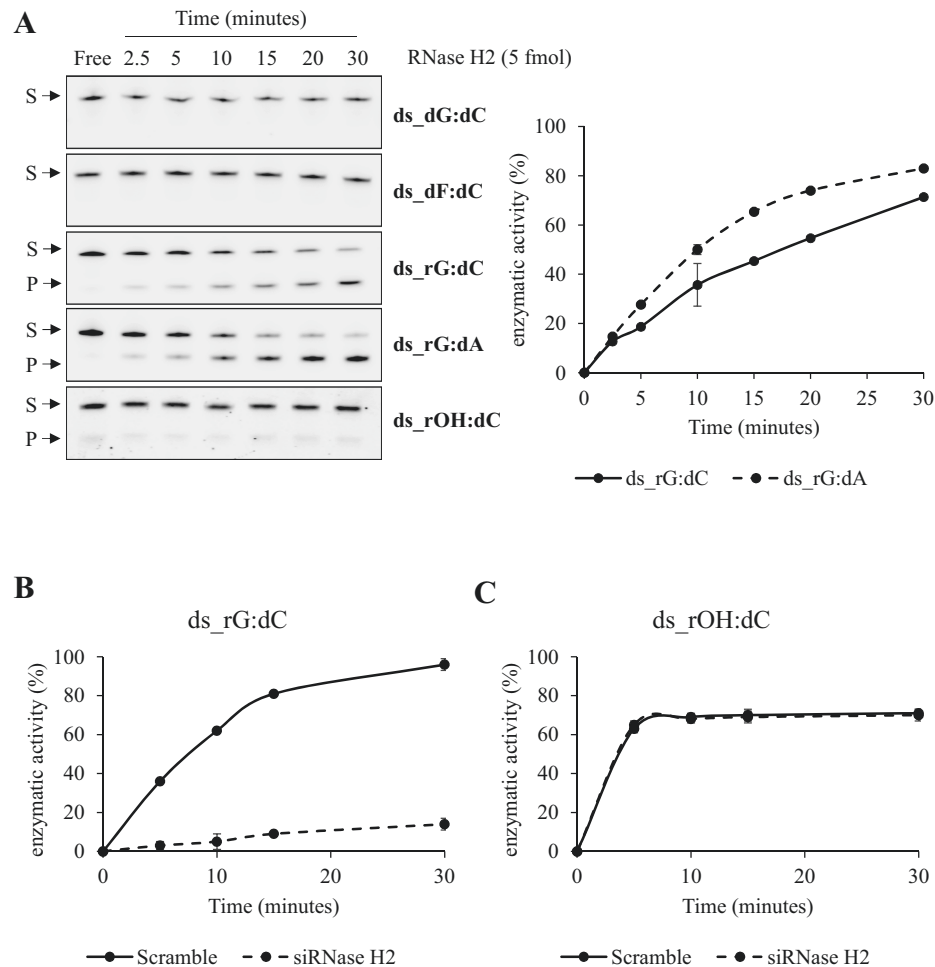 A
Time (minutes)
Free 2.5 5 10 15 20 30 RNase H2 (5 fmol)
S
ds_dG:dC
S
ds_dF:dC
S
ds_rG:dC
P
S
ds_rG:dA
P
S
ds_rOH:dC
P
enzymatic activity (%)
100
80
60
40
20
0
0 5 10 15 20 25 30
Time (minutes)
ds_rG:dC ds_rG:dA
B
ds_rG:dC
enzymatic activity (%)
100
80
60
40
20
0
0 10 20 30
Time (minutes)
Scramble siRNase H2
C
ds_rOH:dC
enzymatic activity (%)
100
80
60
40
20
0
0 10 20 30
Time (minutes)
Scramble siRNase H2